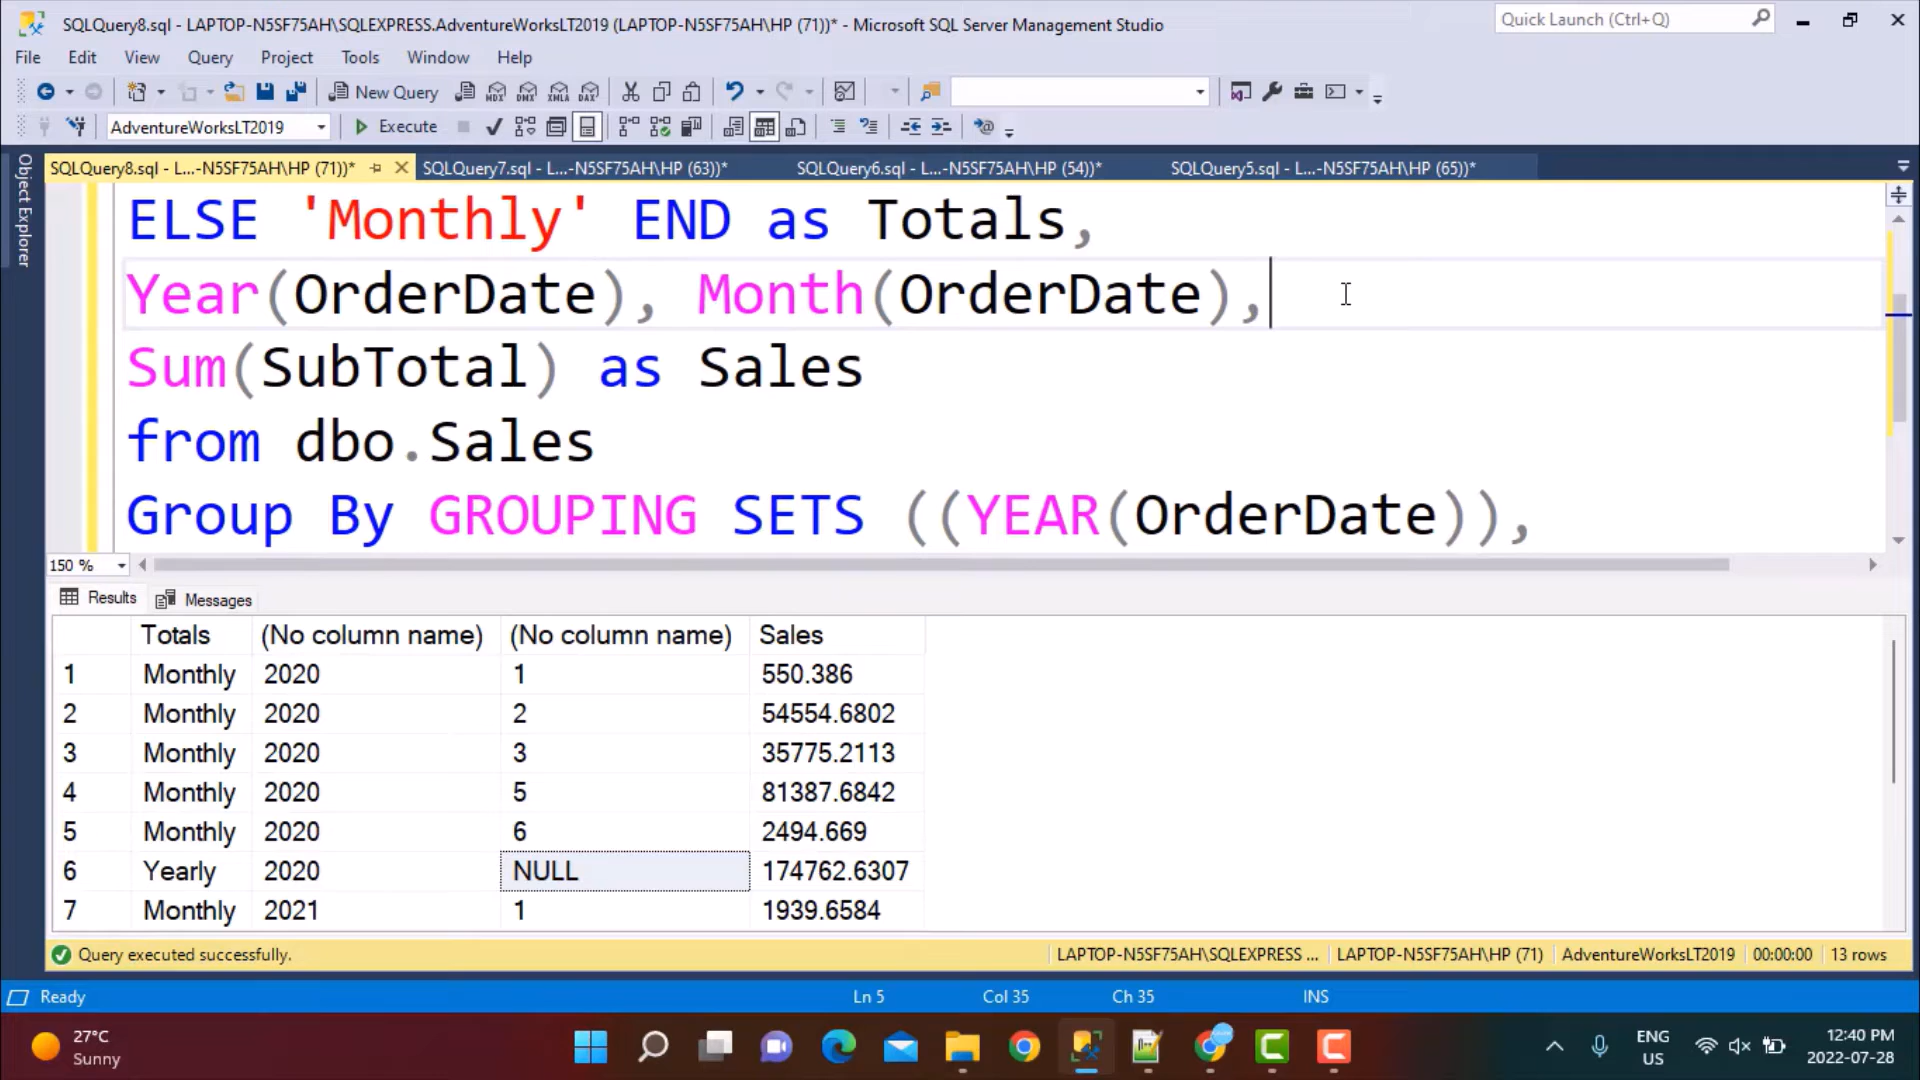 SQLQuery8.sql - LAPTOP-N5SF75AH\SQLEXPRESS.AdventureWorksLT2019 (LAPTOP-N5SF75AH\HP (71))* - Microsoft SQL Server Management Studio
Quick Launch (Ctrl+Q)
File Edit View Query Project Tools Window Help
New Query MDX DMX XMLA DAX
AdventureWorksLT2019 Execute
Object Explorer
SQLQuery8.sql - L...-N5SF75AH\HP (71))* SQLQuery7.sql - L...-N5SF75AH\HP (63))* SQLQuery6.sql - L...-N5SF75AH\HP (54))* SQLQuery5.sql - L...-N5SF75AH\HP (65))*
ELSE 'Monthly' END as Totals,
Year(OrderDate), Month(OrderDate),
Sum(SubTotal) as Sales
from dbo.Sales
Group By GROUPING SETS ((YEAR(OrderDate)),
150 %
Results Messages
Totals (No column name) (No column name) Sales
1 Monthly 2020 1 550.386
2 Monthly 2020 2 54554.6802
3 Monthly 2020 3 35775.2113
4 Monthly 2020 5 81387.6842
5 Monthly 2020 6 2494.669
6 Yearly 2020 NULL 174762.6307
7 Monthly 2021 1 1939.6584
Query executed successfully. LAPTOP-N5SF75AH\SQLEXPRESS ... LAPTOP-N5SF75AH\HP (71) AdventureWorksLT2019 00:00:00 13 rows
Ready Ln 5 Col 35 Ch 35 INS
27°C
Sunny
ENG
US
12:40 PM
2022-07-28